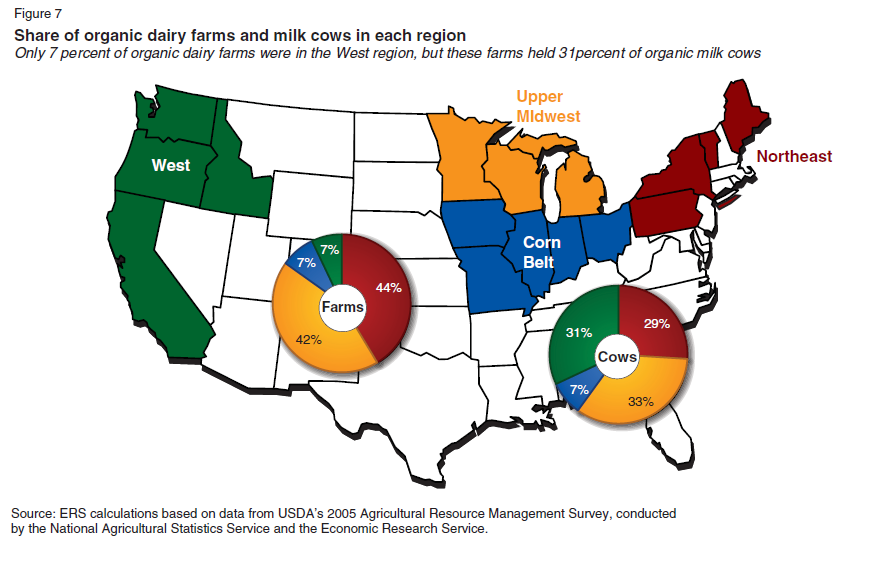 Figure 7
Share of organic dairy farms and milk cows in each region
Only 7 percent of organic dairy farms were in the West region, but these farms held 31percent of organic milk cows
Upper
MIdwest
Northeast
West
Corn
Belt
7%
7%
44%
Farms
42%
31%
29%
Cows
7%
33%
Source: ERS calculations based on data from USDA's 2005 Agricultural Resource Management Survey, conducted
by the National Agricultural Statistics Service and the Economic Research Service.